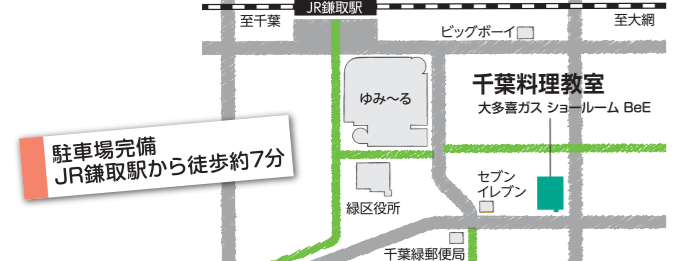 JR鎌取駅
至千葉
至大網
ビッグボーイ
ゆみ〜る
千葉料理教室
大多喜ガス ショールーム BeE
駐車場完備
JR鎌取駅から徒歩約7分
セブン
イレブン
緑区役所
千葉緑郵便局